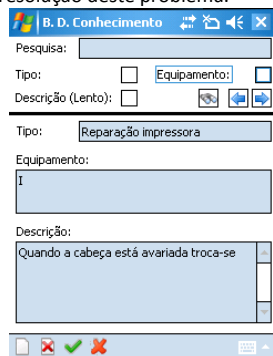 resolução deste problema.
B. D. Conhecimento
Pesquisa:
Tipo: Equipamento:
Descrição (Lento):
Tipo: Reparação impressora
Equipamento:
I
Descrição:
Quando a cabeça está avariada troca-se